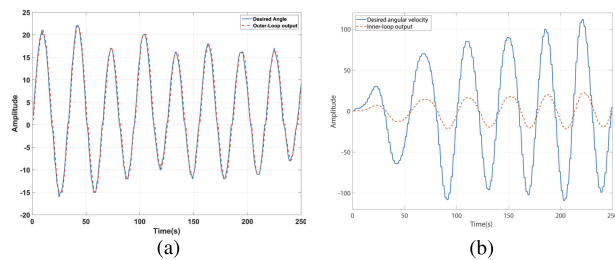 Desired Angle
Outer-Loop output
25
20
15
10
5
0
-5
-10
-15
-20
Amplitude
0
50
100
150
200
250
Time(s)
(a)
Desired angular velocity
Inner-loop output
100
50
0
-50
-100
Amplitude
0
50
100
150
200
250
Time(s)
(b)